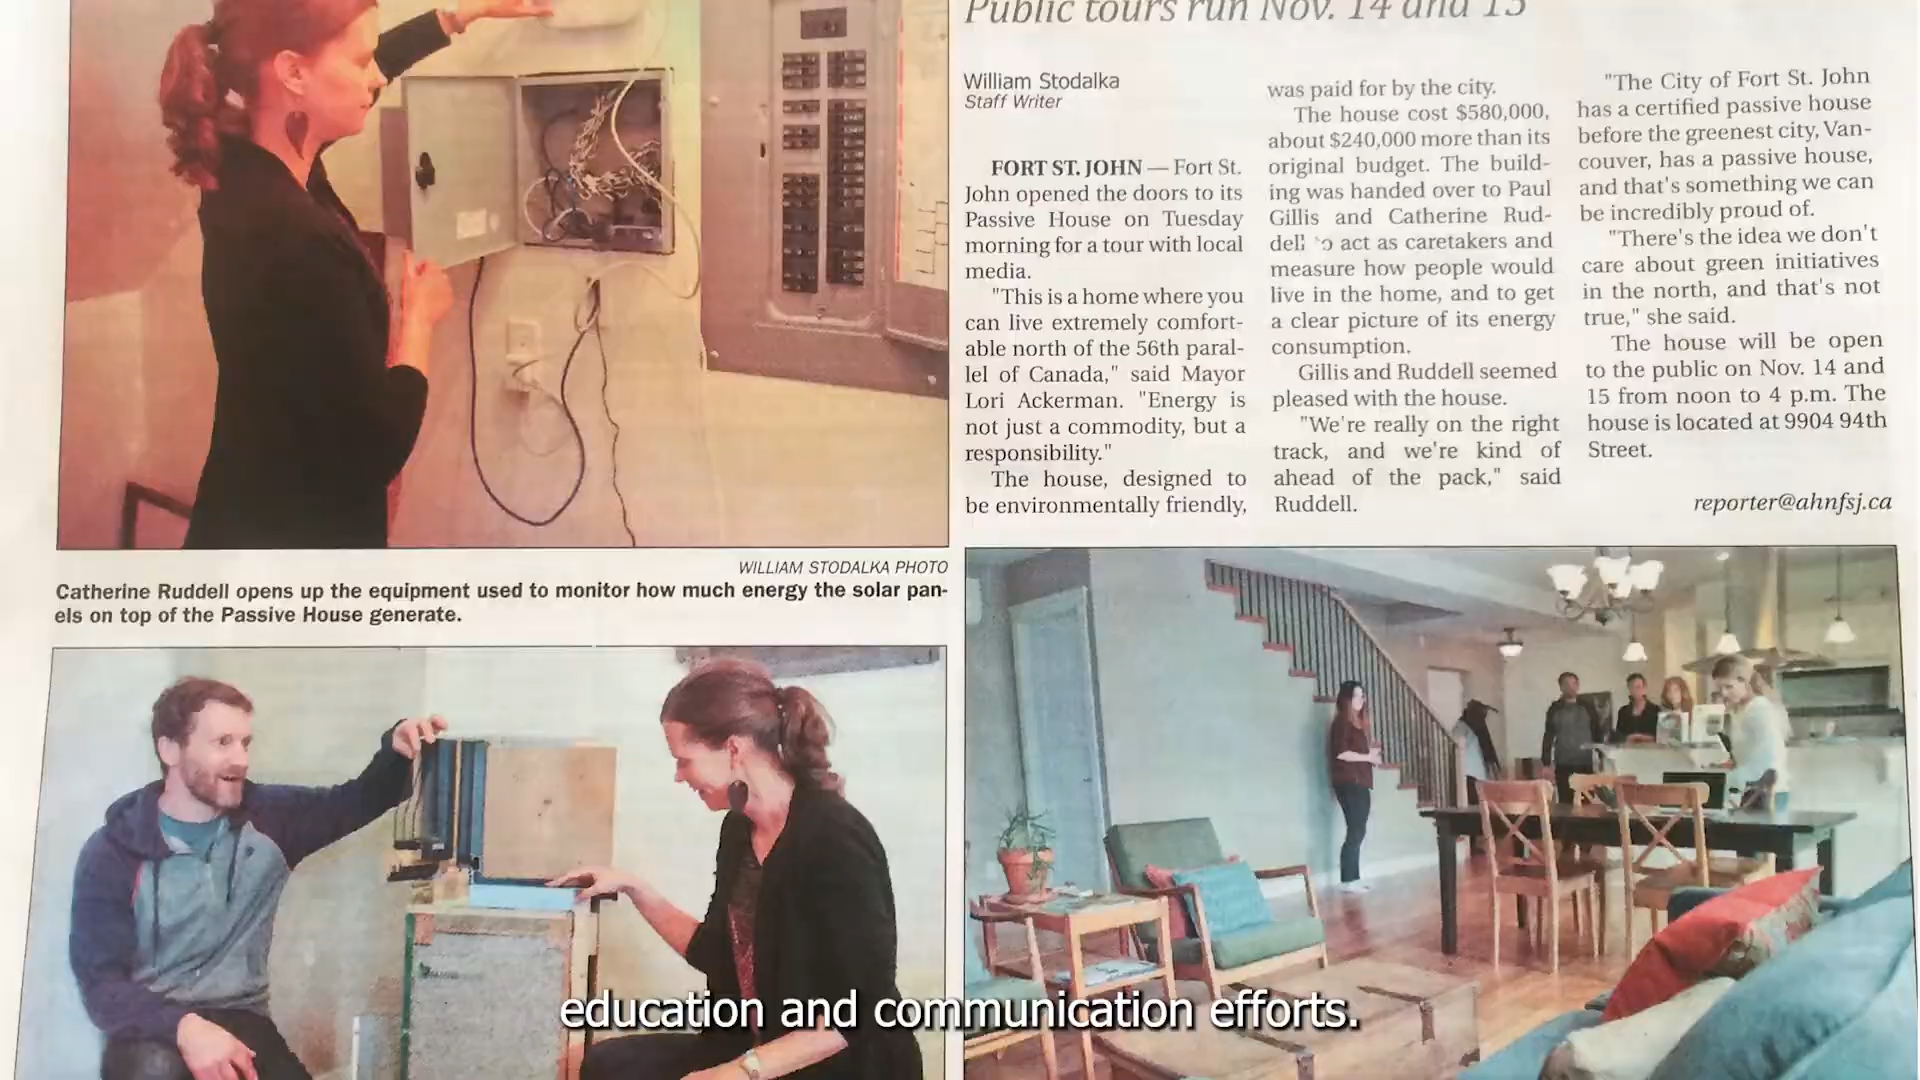 Public tours run Nov. 14 and 15
William Stodalka
Staff Writer
FORT ST. JOHN — Fort St.
John opened the doors to its
Passive House on Tuesday
morning for a tour with local
media.
"This is a home where you
can live extremely comfort-
able north of the 56th paral-
lel of Canada," said Mayor
Lori Ackerman. "Energy is
not just a commodity, but a
responsibility."
The house, designed to
be environmentally friendly,
was paid for by the city.
The house cost $580,000,
about $240,000 more than its
original budget. The build-
ing was handed over to Paul
Gillis and Catherine Rud-
dell to act as caretakers and
measure how people would
live in the home, and to get
a clear picture of its energy
consumption.
Gillis and Ruddell seemed
pleased with the house.
"We're really on the right
track, and we're kind of
ahead of the pack," said
Ruddell.
"The City of Fort St. John
has a certified passive house
before the greenest city, Van-
couver, has a passive house,
and that's something we can
be incredibly proud of.
"There's the idea we don't
care about green initiatives
in the north, and that's not
true," she said.
The house will be open
to the public on Nov. 14 and
15 from noon to 4 p.m. The
house is located at 9904 94th
Street.
reporter@ahnfsj.ca
WILLIAM STODALKA PHOTO
Catherine Ruddell opens up the equipment used to monitor how much energy the solar pan-
els on top of the Passive House generate.
education and communication efforts.